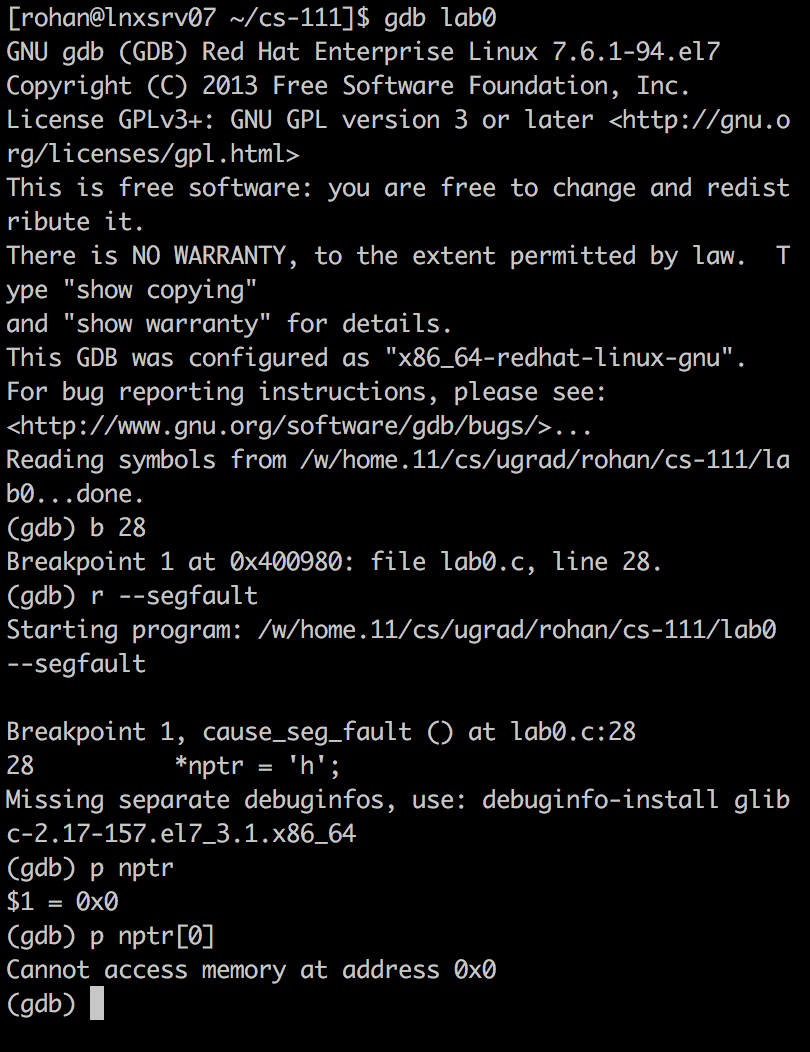 [rohan@lnxsrv07 ~/cs-111]$ gdb lab0
GNU gdb (GDB) Red Hat Enterprise Linux 7.6.1-94.el7
Copyright (C) 2013 Free Software Foundation, Inc.
License GPLv3+: GNU GPL version 3 or later <http://gnu.o
rg/licenses/gpl.html>
This is free software: you are free to change and redist
ribute it.
There is NO WARRANTY, to the extent permitted by law.  T
ype "show copying"
and "show warranty" for details.
This GDB was configured as "x86_64-redhat-linux-gnu".
For bug reporting instructions, please see:
<http://www.gnu.org/software/gdb/bugs/>...
Reading symbols from /w/home.11/cs/ugrad/rohan/cs-111/la
b0...done.
(gdb) b 28
Breakpoint 1 at 0x400980: file lab0.c, line 28.
(gdb) r --segfault
Starting program: /w/home.11/cs/ugrad/rohan/cs-111/lab0
--segfault

Breakpoint 1, cause_seg_fault () at lab0.c:28
28          *nptr = 'h';
Missing separate debuginfos, use: debuginfo-install glib
c-2.17-157.el7_3.1.x86_64
(gdb) p nptr
$1 = 0x0
(gdb) p nptr[0]
Cannot access memory at address 0x0
(gdb)